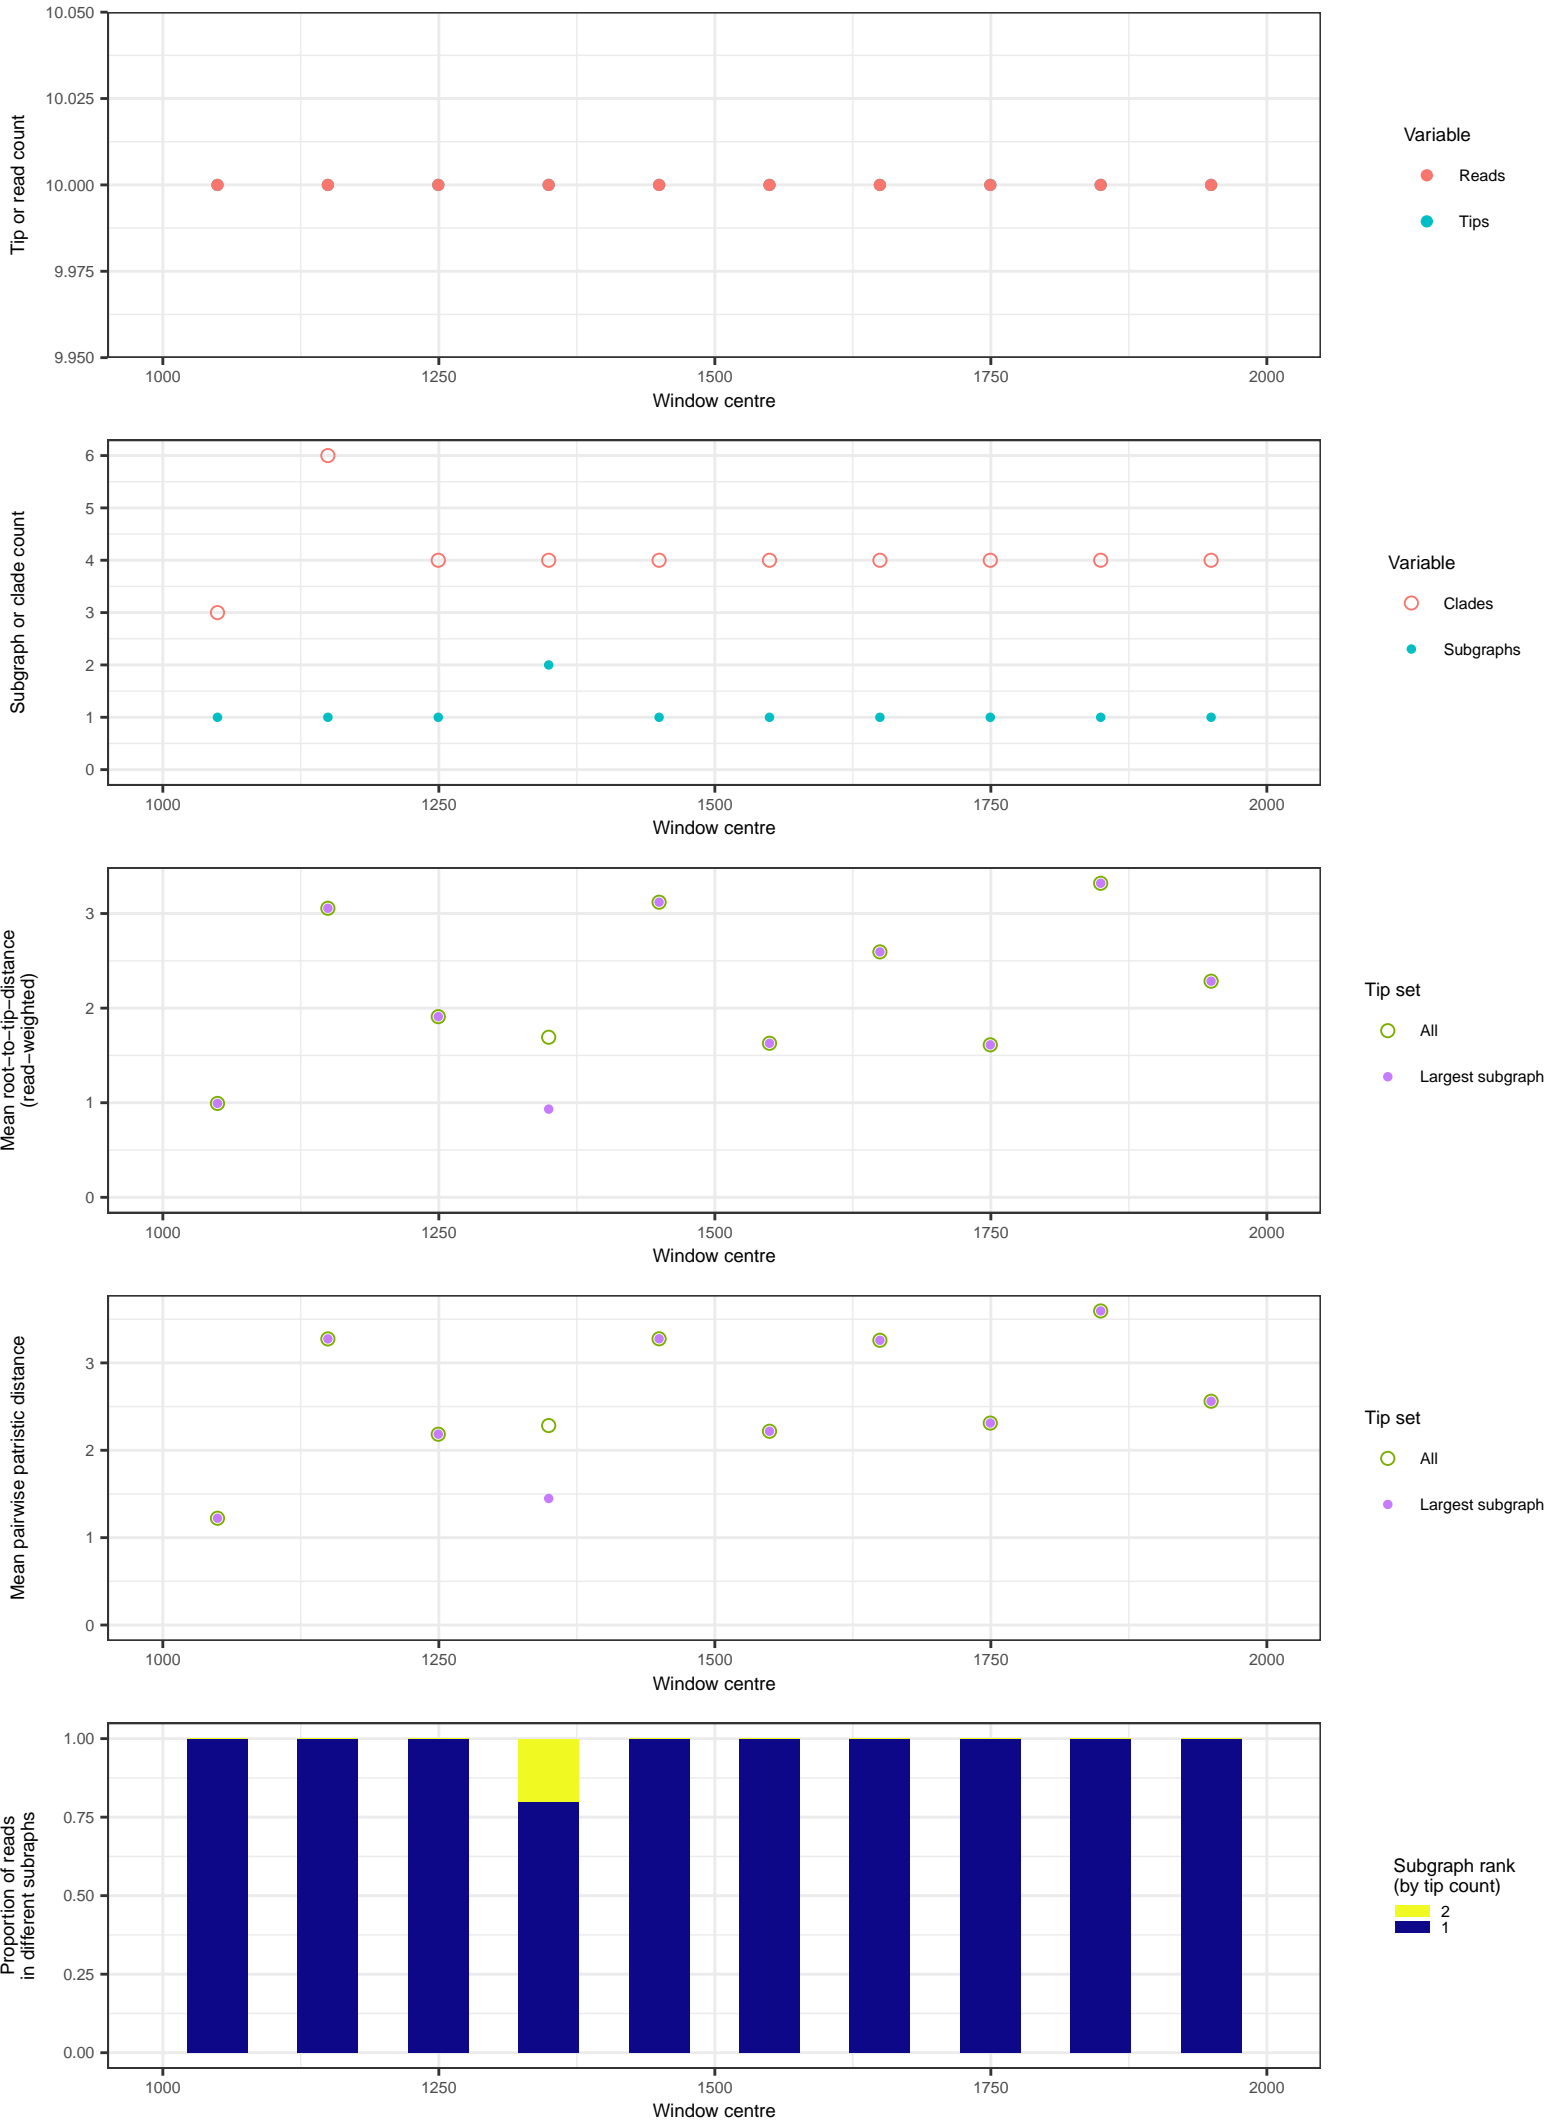 10.050
10.025
10.000
9.975
9.950
Tip or read count
1000 1250 1500 1750 2000
Window centre
Variable
Reads
Tips
6
5
4
3
2
1
0
Subgraph or clade count
1000 1250 1500 1750 2000
Window centre
Variable
Clades
Subgraphs
3
2
1
0
Mean root−to−tip−distance
(read−weighted)
1000 1250 1500 1750 2000
Window centre
Tip set
All
Largest subgraph
3
2
1
0
Mean pairwise patristic distance
1000 1250 1500 1750 2000
Window centre
Tip set
All
Largest subgraph
1.00
0.75
0.50
0.25
0.00
Proportion of reads
in different subraphs
1000 1250 1500 1750 2000
Window centre
Subgraph rank
(by tip count)
2
1